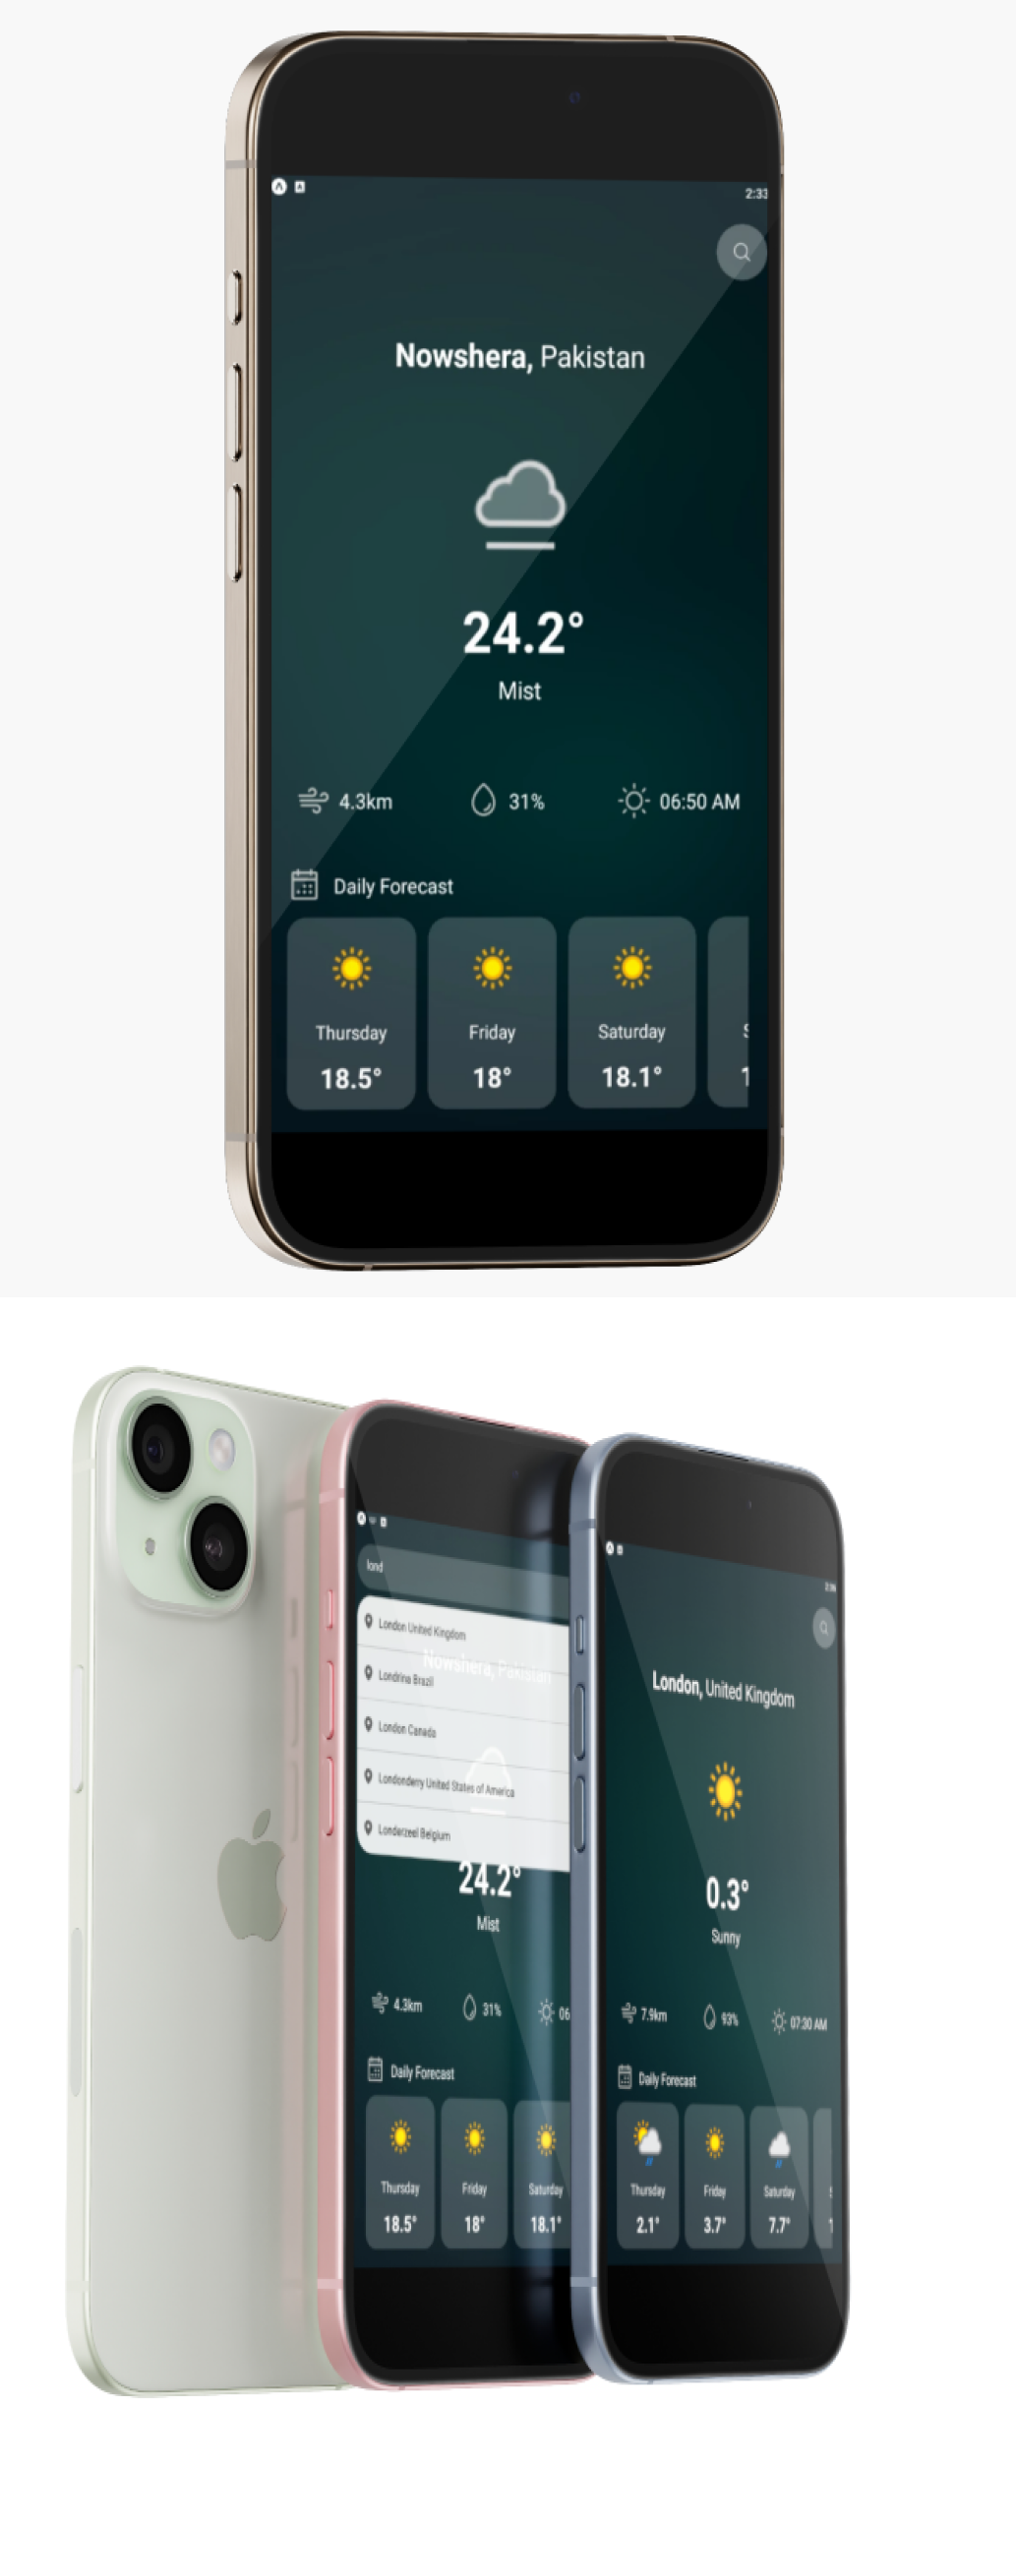 2:33
Nowshera, Pakistan
24.2°
Mist
4.3km 31% 06:50 AM
Daily Forecast
Thursday Friday Saturday
18.5° 18° 18.1°
lond
London United Kingdom
Nowshera, Pakistan
Londrina Brazil
London Canada
Londonderry United States of America
Londerzeel Belgium
24.2°
Mist
4.3km 31% 06
Daily Forecast
Thursday Friday Saturday
18.5° 18° 18.1°
London, United Kingdom
0.3°
Sunny
7.9km 93% 07:30 AM
Daily Forecast
Thursday Friday Saturday
2.1° 3.7° 7.7°